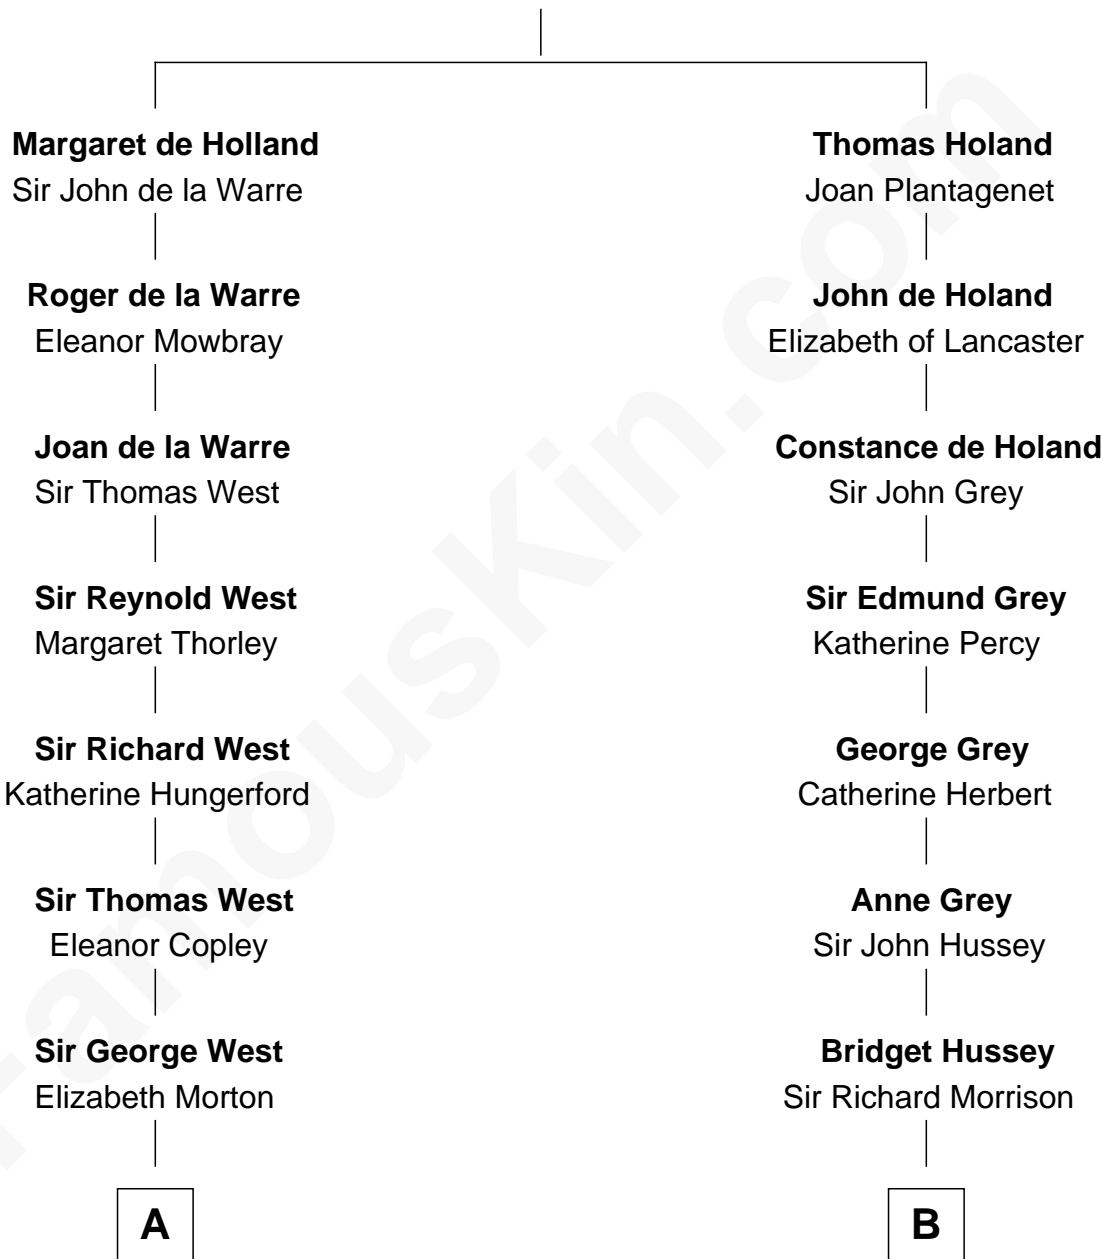 Margaret de Holland
Sir John de la Warre
Thomas Holand
Joan Plantagenet
Roger de la Warre
Eleanor Mowbray
John de Holand
Elizabeth of Lancaster
Joan de la Warre
Sir Thomas West
Constance de Holand
Sir John Grey
Sir Reynold West
Margaret Thorley
Sir Edmund Grey
Katherine Percy
Sir Richard West
Katherine Hungerford
George Grey
Catherine Herbert
Sir Thomas West
Eleanor Copley
Anne Grey
Sir John Hussey
Sir George West
Elizabeth Morton
Bridget Hussey
Sir Richard Morrison
A
B
FamousKin.com